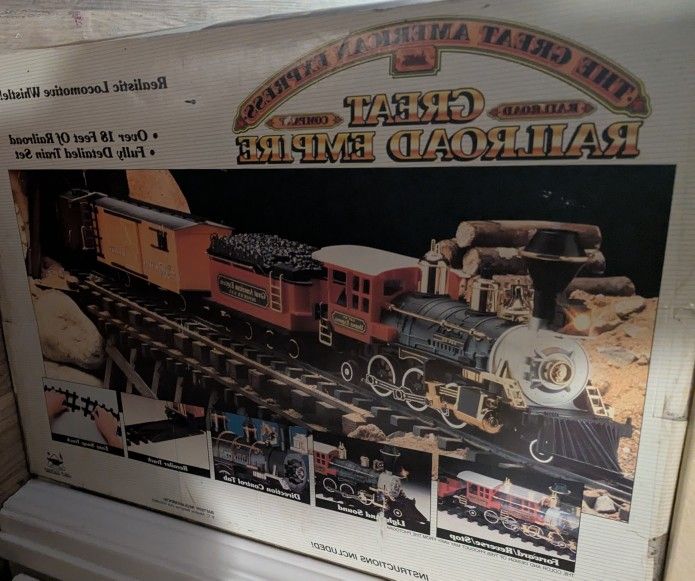 THE GREAT AMERICAN EXPRESS
RAILROAD COMPANY
GREAT
RAILROAD EMPIRE
Realistic Locomotive Whistle!
• Over 18 Feet Of Railroad
• Fully Detailed Train Set
Great American Express
Forward/Reverse/Stop
Light and Sound
Direction Control Tab
Rerailer Track
Easy Snap Track
INSTRUCTIONS INCLUDED!